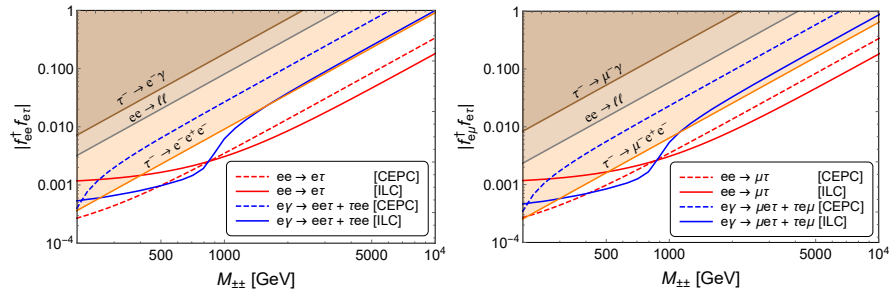 1
0.100
0.010
0.001
10⁻⁴
|f†ₑₑ fₑτ|
τ⁻ → e⁻γ
ee → ℓℓ
τ⁻ → e⁻e⁺e⁻
ee → eτ [CEPC]
ee → eτ [ILC]
eγ → eeτ + τee [CEPC]
eγ → eeτ + τee [ILC]
500 1000 5000 10⁴
M±± [GeV]
1
0.100
0.010
0.001
10⁻⁴
|f†eμ feτ|
τ⁻ → μ⁻γ
ee → ℓℓ
τ⁻ → μ⁻e⁺e⁻
ee → μτ [CEPC]
ee → μτ [ILC]
eγ → μeτ + τeμ [CEPC]
eγ → μeτ + τeμ [ILC]
500 1000 5000 10⁴
M±± [GeV]